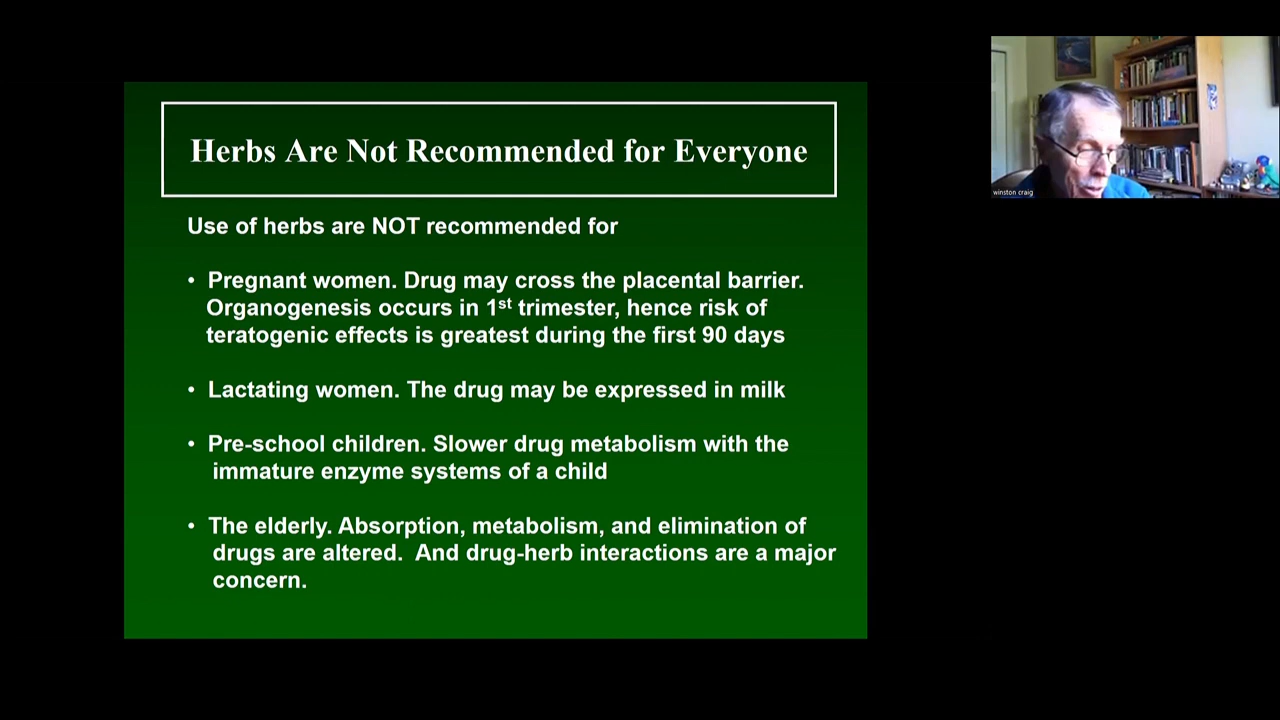 Herbs Are Not Recommended for Everyone
Use of herbs are NOT recommended for
• Pregnant women. Drug may cross the placental barrier.
Organogenesis occurs in 1st trimester, hence risk of
teratogenic effects is greatest during the first 90 days
• Lactating women. The drug may be expressed in milk
• Pre-school children. Slower drug metabolism with the
immature enzyme systems of a child
• The elderly. Absorption, metabolism, and elimination of
drugs are altered.  And drug-herb interactions are a major
concern.
winston craig